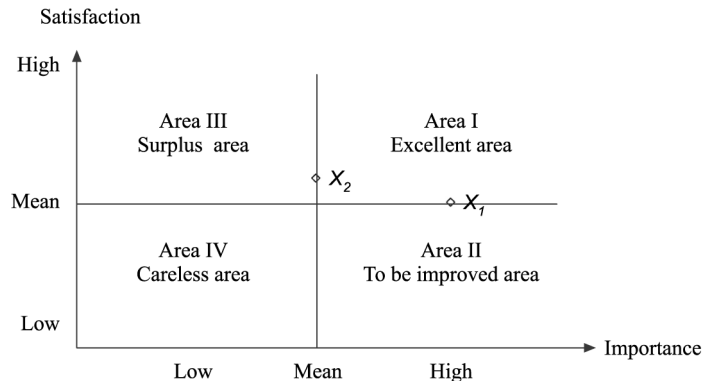 Satisfaction
High
Area III
Surplus area
Area I
Excellent area
X2
Mean
X1
Area IV
Careless area
Area II
To be improved area
Low
Importance
Low
Mean
High